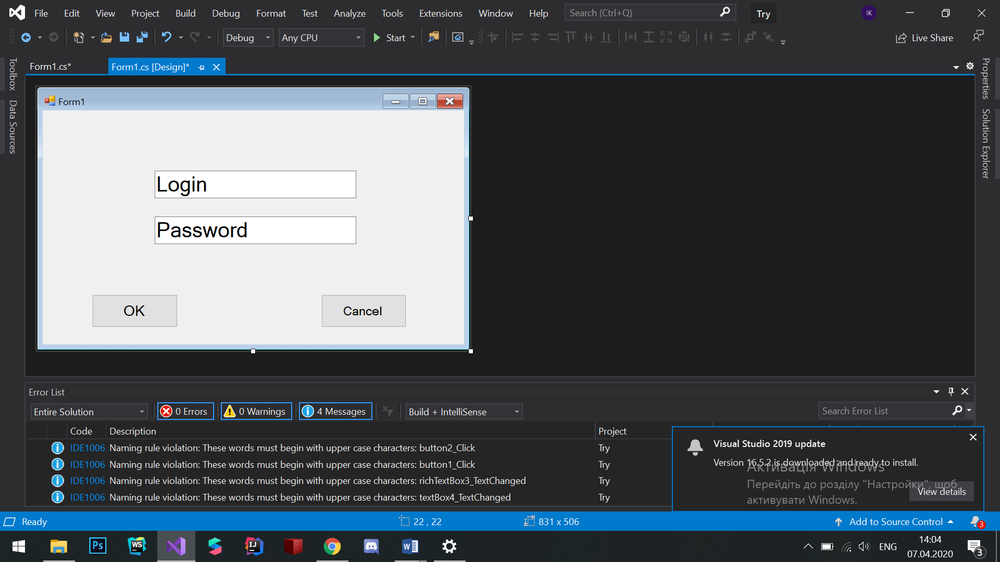 File Edit View Project Build Debug Format Test Analyze Tools Extensions Window Help Search (Ctrl+Q) Try IK
Debug Any CPU Start Live Share
Form1.cs* Form1.cs [Design]*
Toolbox
Data Sources
Properties
Solution Explorer
Form1
Login
Password
OK Cancel
Error List
Entire Solution 0 Errors 0 Warnings 4 Messages Build + IntelliSense Search Error List
Code Description Project
IDE1006 Naming rule violation: These words must begin with upper case characters: button2_Click Try
IDE1006 Naming rule violation: These words must begin with upper case characters: button1_Click Try
IDE1006 Naming rule violation: These words must begin with upper case characters: richTextBox3_TextChanged Try
IDE1006 Naming rule violation: These words must begin with upper case characters: textBox4_TextChanged Try
Visual Studio 2019 update
Version 16.5.2 is downloaded and ready to install.
View details
Активація Windows
Перейдіть до розділу "Настройки", щоб
активувати Windows.
Ready 22 , 22 831 x 506 Add to Source Control 3
Ps WS IJ W ENG 14:04
07.04.2020 3